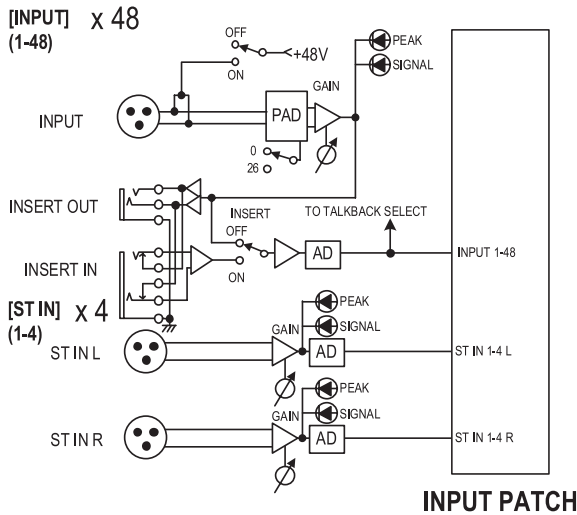 [INPUT] x 48
(1-48)
OFF
+48V
ON
PEAK
SIGNAL
GAIN
INPUT
PAD
0
26
INSERT OUT
INSERT
OFF
TO TALKBACK SELECT
INSERT IN
ON
AD
INPUT 1-48
[ST IN] x 4
(1-4)
PEAK
SIGNAL
GAIN
ST IN L
AD
ST IN 1-4 L
PEAK
SIGNAL
GAIN
ST IN R
AD
ST IN 1-4 R
INPUT PATCH